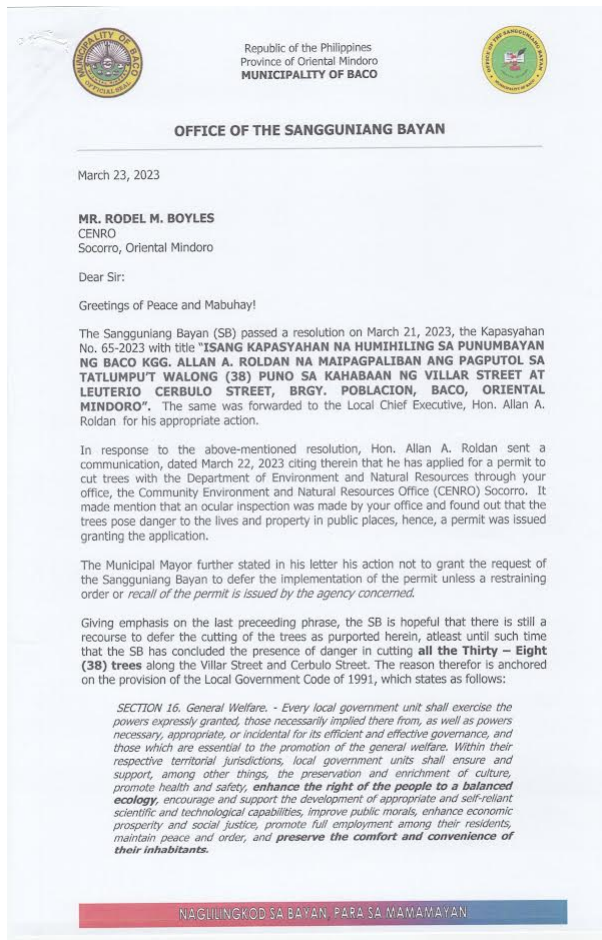 MUNICIPALITY OF BACO
OFFICIAL SEAL
Republic of the Philippines
Province of Oriental Mindoro
MUNICIPALITY OF BACO
OFFICE OF THE SANGGUNIANG BAYAN
MUNICIPALITY OF BACO
OFFICE OF THE SANGGUNIANG BAYAN
March 23, 2023
MR. RODEL M. BOYLES
CENRO
Socorro, Oriental Mindoro
Dear Sir:
Greetings of Peace and Mabuhay!
The Sangguniang Bayan (SB) passed a resolution on March 21, 2023, the Kapasyahan
No. 65-2023 with title “ISANG KAPASYAHAN NA HUMIHILING SA PUNUMBAYAN
NG BACO KGG. ALLAN A. ROLDAN NA MAIPAGPALIBAN ANG PAGPUTOL SA
TATLUMPU’T WALONG (38) PUNO SA KAHABAAN NG VILLAR STREET AT
LEUTERIO CERBULO STREET, BRGY. POBLACION, BACO, ORIENTAL
MINDORO”. The same was forwarded to the Local Chief Executive, Hon. Allan A.
Roldan for his appropriate action.
In response to the above-mentioned resolution, Hon. Allan A. Roldan sent a
communication, dated March 22, 2023 citing therein that he has applied for a permit to
cut trees with the Department of Environment and Natural Resources through your
office, the Community Environment and Natural Resources Office (CENRO) Socorro. It
made mention that an ocular inspection was made by your office and found out that the
trees pose danger to the lives and property in public places, hence, a permit was issued
granting the application.
The Municipal Mayor further stated in his letter his action not to grant the request of
the Sangguniang Bayan to defer the implementation of the permit unless a restraining
order or recall of the permit is issued by the agency concerned.
Giving emphasis on the last preceeding phrase, the SB is hopeful that there is still a
recourse to defer the cutting of the trees as purported herein, atleast until such time
that the SB has concluded the presence of danger in cutting all the Thirty – Eight
(38) trees along the Villar Street and Cerbulo Street. The reason therefor is anchored
on the provision of the Local Government Code of 1991, which states as follows:
SECTION 16. General Welfare. - Every local government unit shall exercise the
powers expressly granted, those necessarily implied there from, as well as powers
necessary, appropriate, or incidental for its efficient and effective governance, and
those which are essential to the promotion of the general welfare. Within their
respective territorial jurisdictions, local government units shall ensure and
support, among other things, the preservation and enrichment of culture,
promote health and safety, enhance the right of the people to a balanced
ecology, encourage and support the development of appropriate and self-reliant
scientific and technological capabilities, improve public morals, enhance economic
prosperity and social justice, promote full employment among their residents,
maintain peace and order, and preserve the comfort and convenience of
their inhabitants.
NAGLILINGKOD SA BAYAN, PARA SA MAMAMAYAN